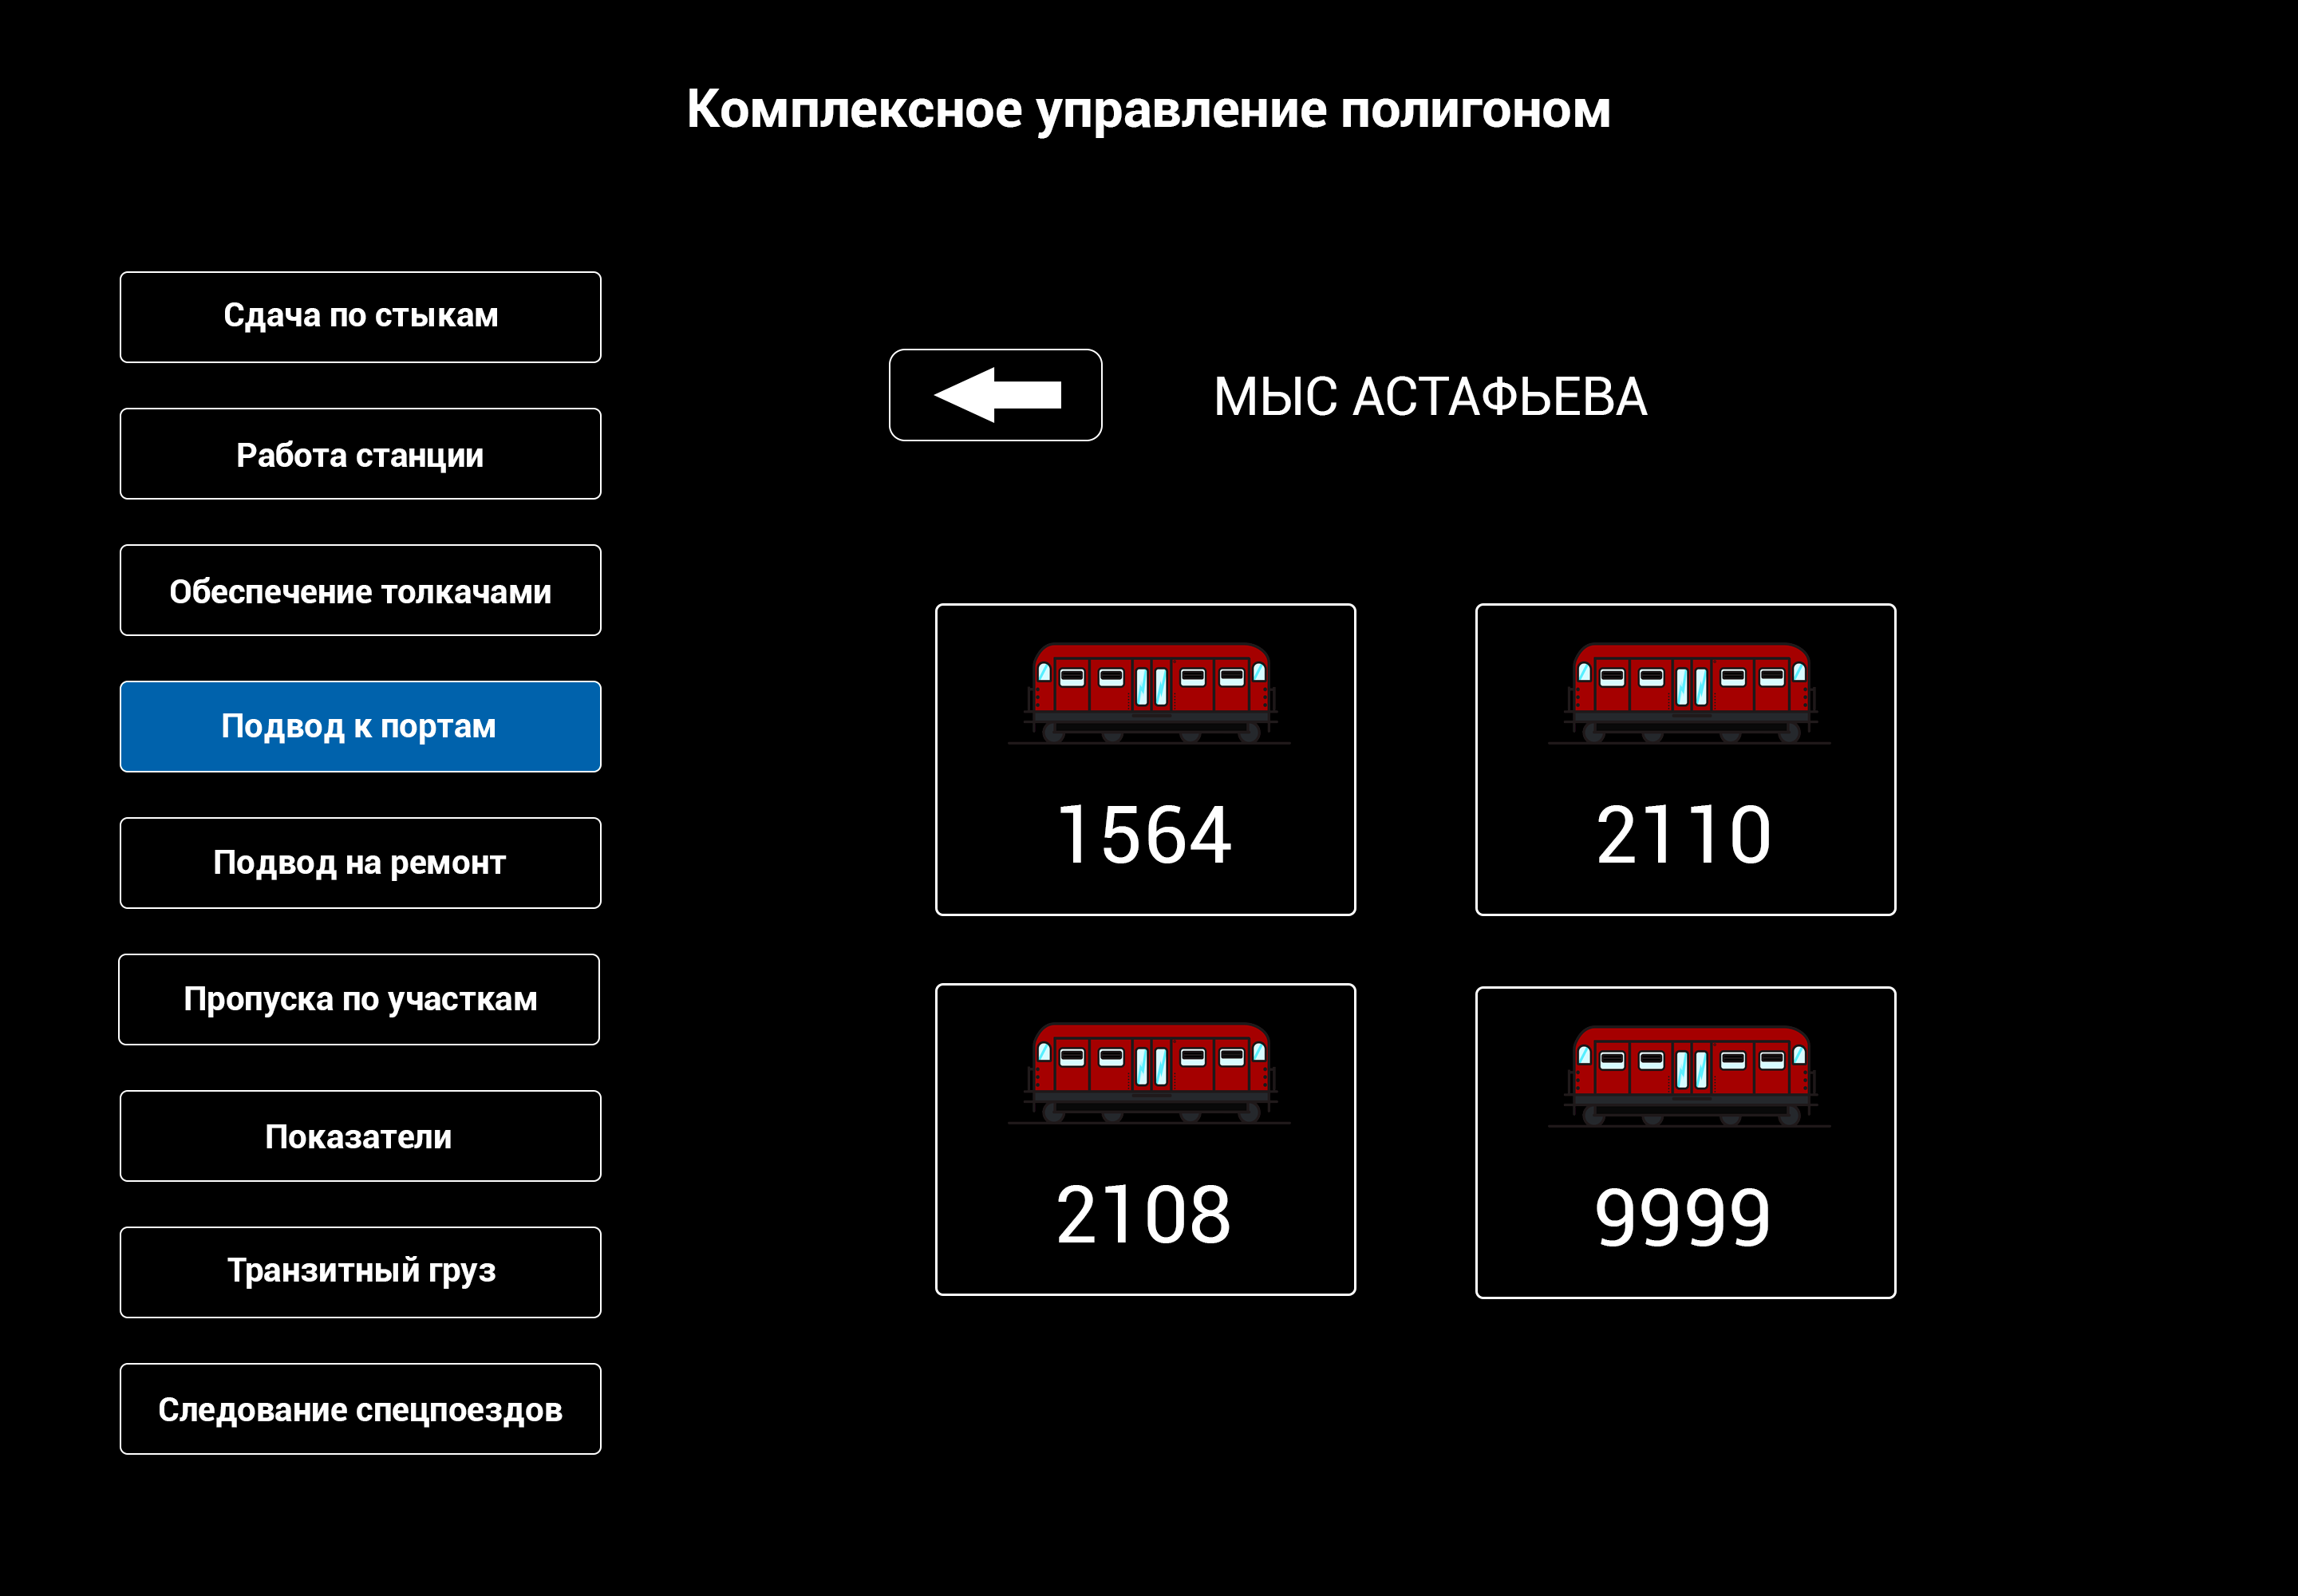 Комплексное управление полигоном
Сдача по стыкам
Работа станции
Обеспечение толкачами
Подвод к портам
Подвод на ремонт
Пропуска по участкам
Показатели
Транзитный груз
Следование спецпоездов
МЫС АСТАФЬЕВА
1564
2110
2108
9999